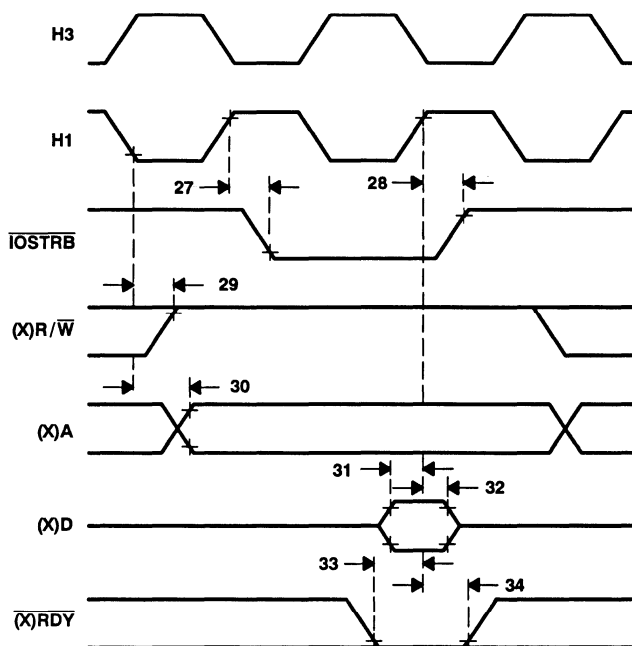 H3
H1
27
28
IOSTRB
29
(X)R/W
30
(X)A
31
32
(X)D
33
34
(X)RDY